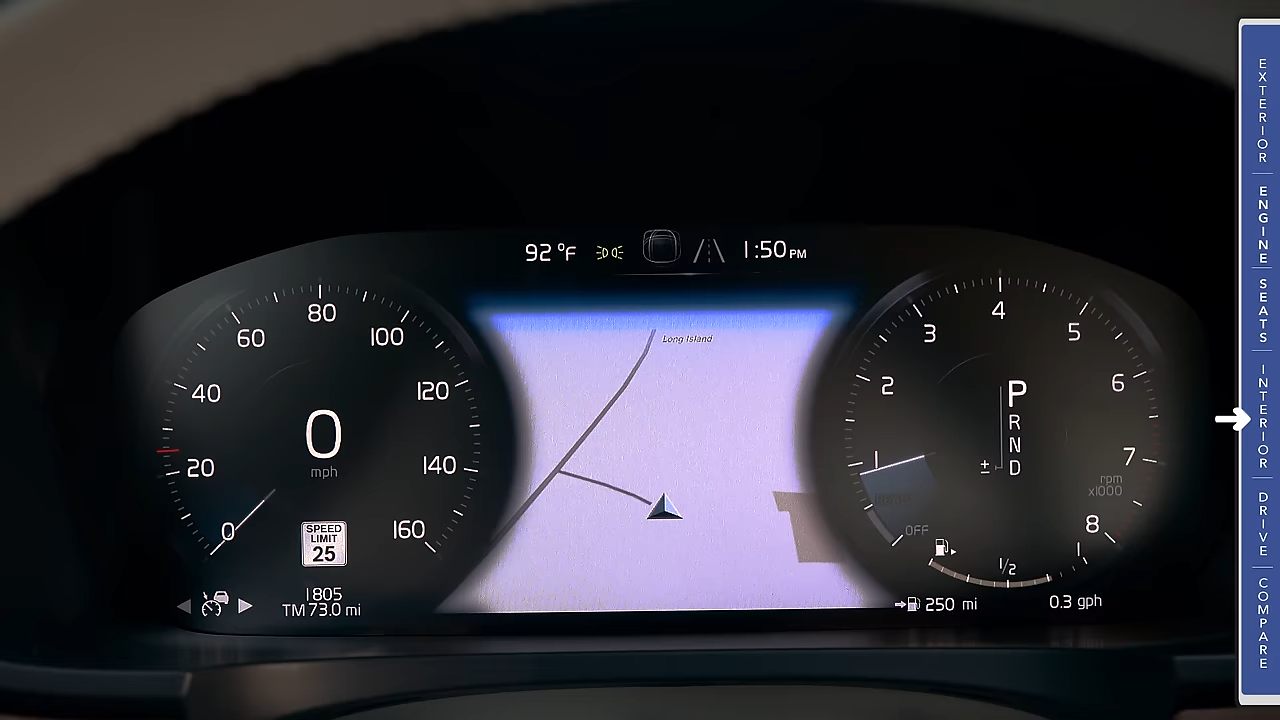 92 °F
1:50 PM
0
20
40
60
80
100
120
140
160
0
mph
SPEED
LIMIT
25
1805
TM 73.0 mi
Long Island
1
2
3
4
5
6
7
8
rpm
x1000
P
R
N
D
±
OFF
1/2
1
250 mi
0.3 gph
EXTERIOR
ENGINE
SEATS
INTERIOR
DRIVE
COMPARE